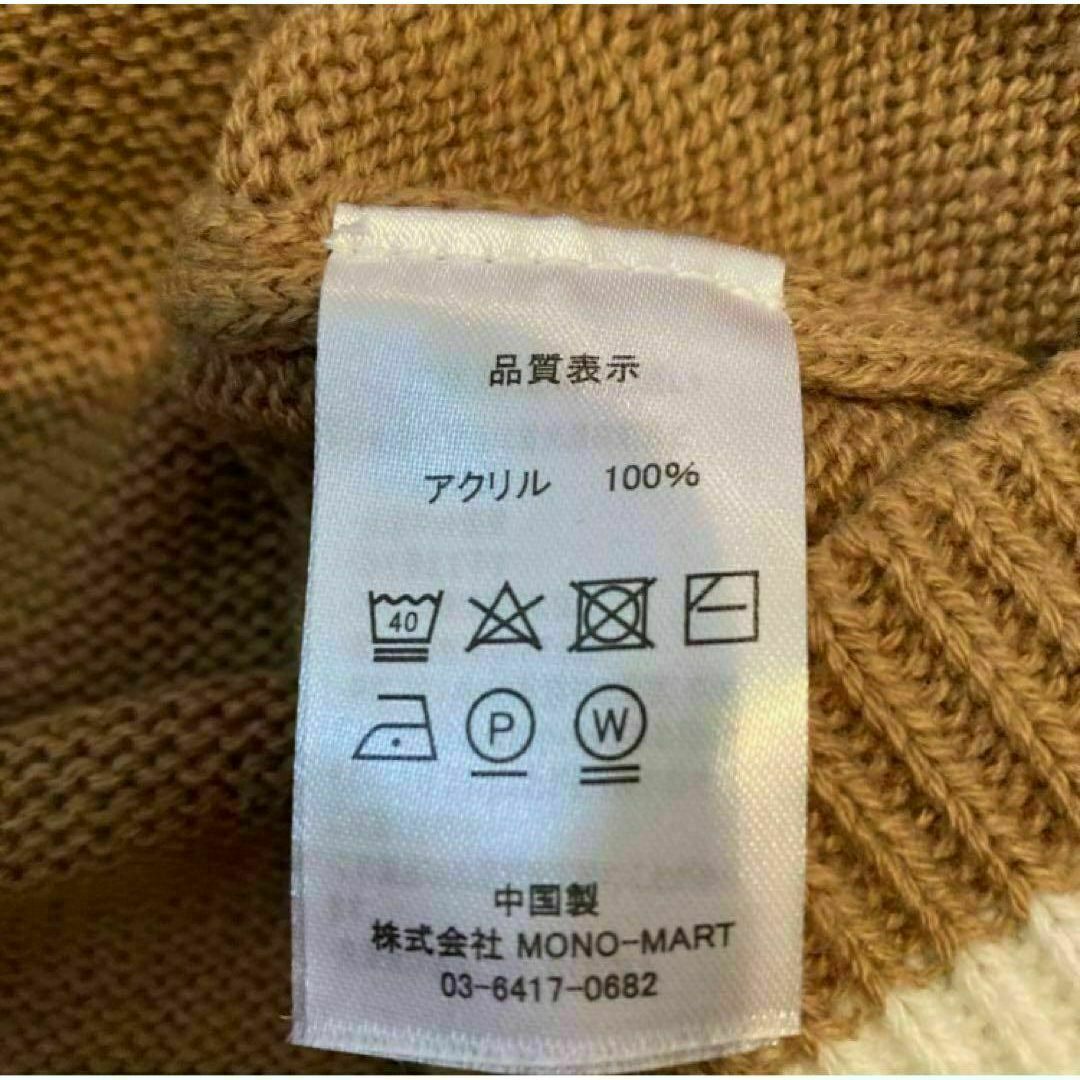 品質表示
アクリル 100%
40
P W
中国製
株式会社 MONO-MART
03-6417-0682